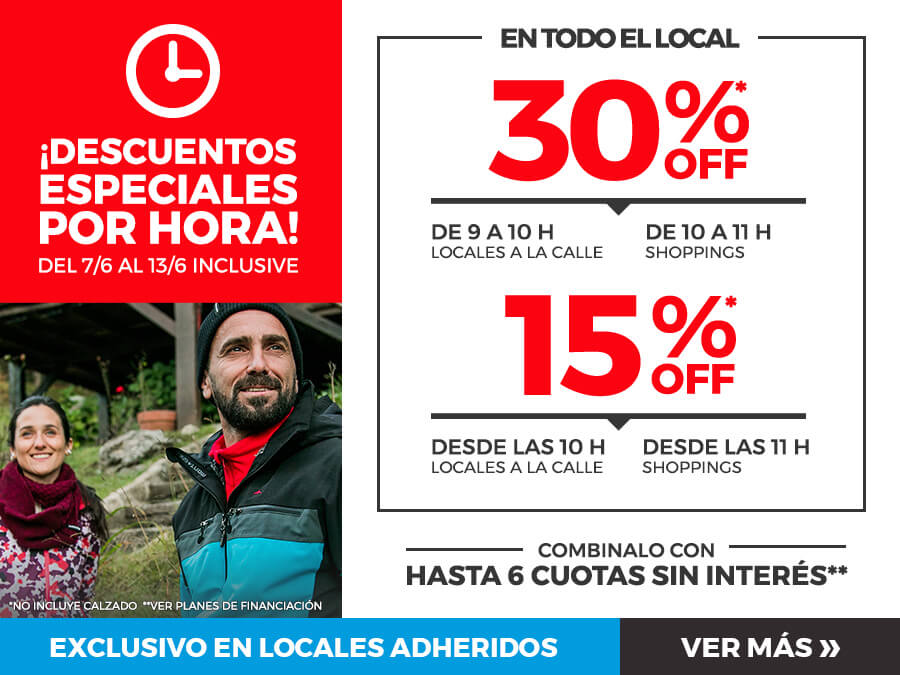 ¡DESCUENTOS
ESPECIALES
POR HORA!
DEL 7/6 AL 13/6 INCLUSIVE
EN TODO EL LOCAL
30%*
OFF
DE 9 A 10 H
LOCALES A LA CALLE
DE 10 A 11 H
SHOPPINGS
15%*
OFF
DESDE LAS 10 H
LOCALES A LA CALLE
DESDE LAS 11 H
SHOPPINGS
COMBINALO CON
HASTA 6 CUOTAS SIN INTERÉS**
*NO INCLUYE CALZADO **VER PLANES DE FINANCIACIÓN
EXCLUSIVO EN LOCALES ADHERIDOS
VER MÁS »